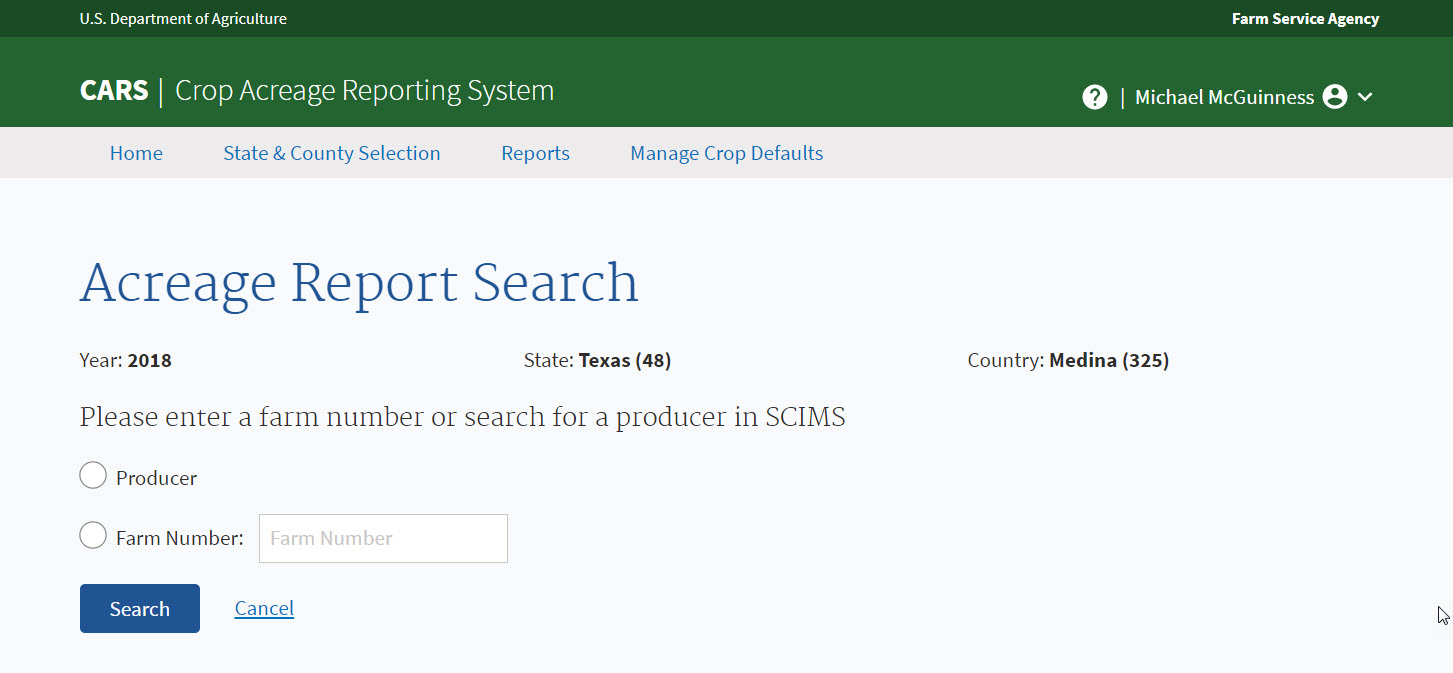 U.S. Department of Agriculture Farm Service Agency
CARS | Crop Acreage Reporting System ? | Michael McGuinness
Home State & County Selection Reports Manage Crop Defaults
Acreage Report Search
Year: 2018 State: Texas (48) Country: Medina (325)
Please enter a farm number or search for a producer in SCIMS
Producer
Farm Number: Farm Number
Search Cancel